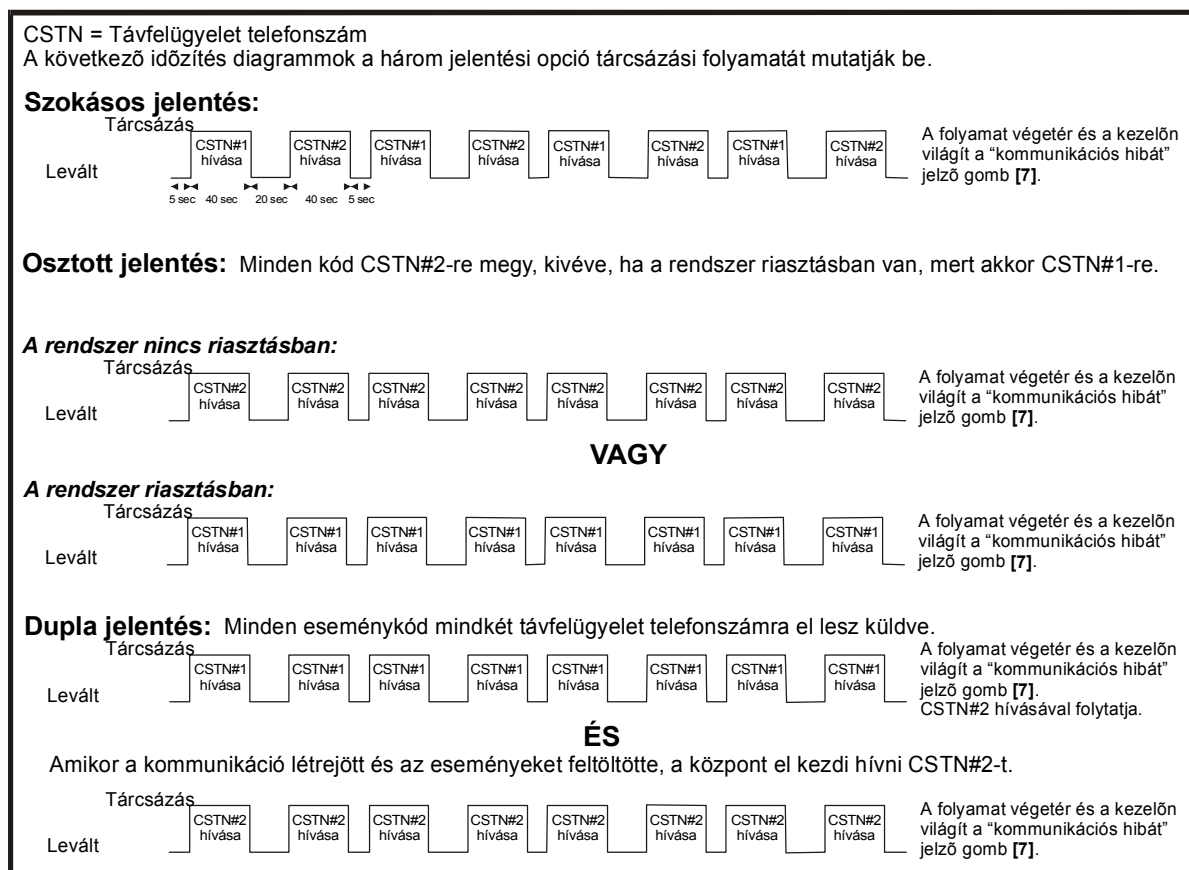 CSTN = Távfelügyelet telefonszám
A következõ idõzítés diagrammok a három jelentési opció tárcsázási folyamatát mutatják be.
Szokásos jelentés:
Tárcsázás
CSTN#1 CSTN#2 CSTN#1 CSTN#2 CSTN#1 CSTN#2 CSTN#1 CSTN#2
hívása hívása hívása hívása hívása hívása hívása hívása
Levált
5 sec 40 sec 20 sec 40 sec 5 sec
A folyamat végetér és a kezelõn
világít a “kommunikációs hibát”
jelzõ gomb [7].
Osztott jelentés: Minden kód CSTN#2-re megy, kivéve, ha a rendszer riasztásban van, mert akkor CSTN#1-re.
A rendszer nincs riasztásban:
Tárcsázás
CSTN#2 CSTN#2 CSTN#2 CSTN#2 CSTN#2 CSTN#2 CSTN#2 CSTN#2
hívása hívása hívása hívása hívása hívása hívása hívása
Levált
A folyamat végetér és a kezelõn
világít a “kommunikációs hibát”
jelzõ gomb [7].
VAGY
A rendszer riasztásban:
Tárcsázás
CSTN#1 CSTN#1 CSTN#1 CSTN#1 CSTN#1 CSTN#1 CSTN#1 CSTN#1
hívása hívása hívása hívása hívása hívása hívása hívása
Levált
A folyamat végetér és a kezelõn
világít a “kommunikációs hibát”
jelzõ gomb [7].
Dupla jelentés: Minden eseménykód mindkét távfelügyelet telefonszámra el lesz küldve.
Tárcsázás
CSTN#1 CSTN#1 CSTN#1 CSTN#1 CSTN#1 CSTN#1 CSTN#1 CSTN#1
hívása hívása hívása hívása hívása hívása hívása hívása
Levált
A folyamat végetér és a kezelõn
világít a “kommunikációs hibát”
jelzõ gomb [7].
CSTN#2 hívásával folytatja.
ÉS
Amikor a kommunikáció létrejött és az eseményeket feltöltötte, a központ el kezdi hívni CSTN#2-t.
Tárcsázás
CSTN#2 CSTN#2 CSTN#2 CSTN#2 CSTN#2 CSTN#2 CSTN#2 CSTN#2
hívása hívása hívása hívása hívása hívása hívása hívása
Levált
A folyamat végetér és a kezelõn
világít a “kommunikációs hibát”
jelzõ gomb [7].